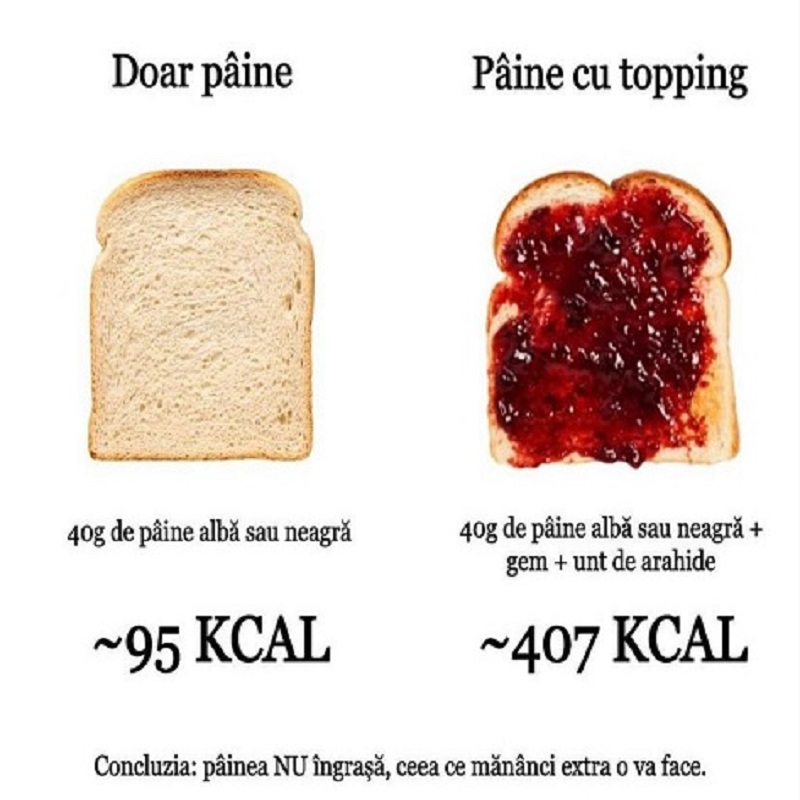 Doar pâine
Pâine cu topping
40g de pâine albă sau neagră
40g de pâine albă sau neagră +
gem + unt de arahide
~95 KCAL
~407 KCAL
Concluzia: pâinea NU îngrașă, ceea ce mănânci extra o va face.